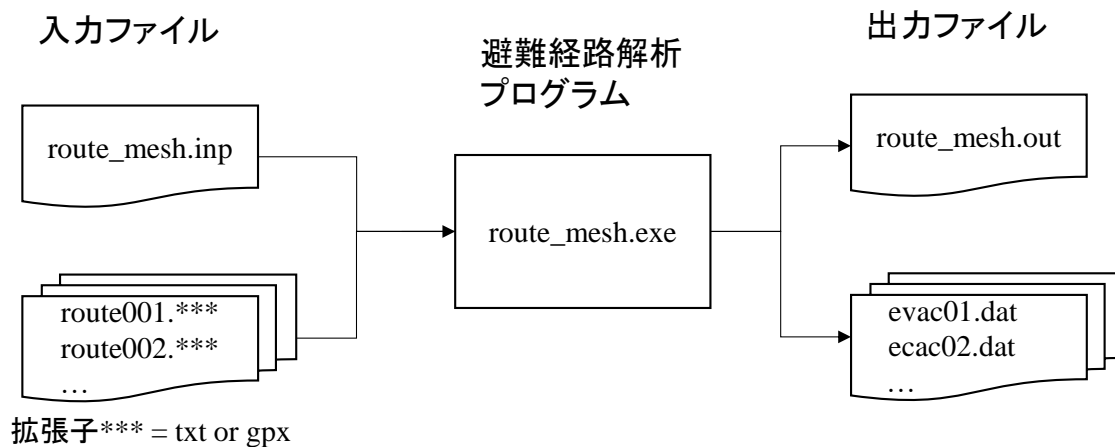 入力ファイル
避難経路解析
プログラム
出力ファイル
route_mesh.inp
route_mesh.exe
route_mesh.out
route001.***
route002.***
…
evac01.dat
ecac02.dat
…
拡張子*** = txt or gpx